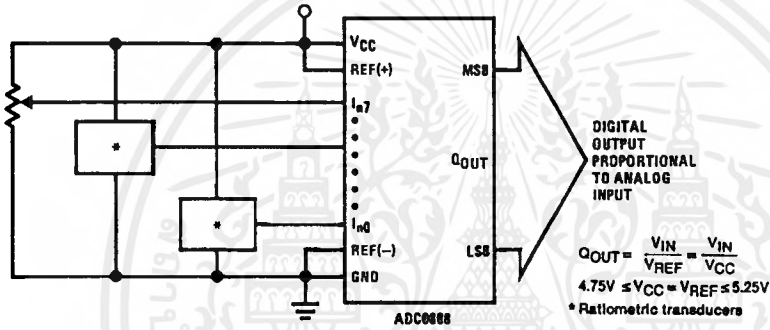 VCC
REF(+)
MSB
In7
*
DIGITAL
OUTPUT
PROPORTIONAL
TO ANALOG
INPUT
QOUT
*
In0
REF(−)
LSB
GND
QOUT = VIN/VREF = VIN/VCC
4.75V ≤ VCC = VREF ≤ 5.25V
* Ratiometric transducers